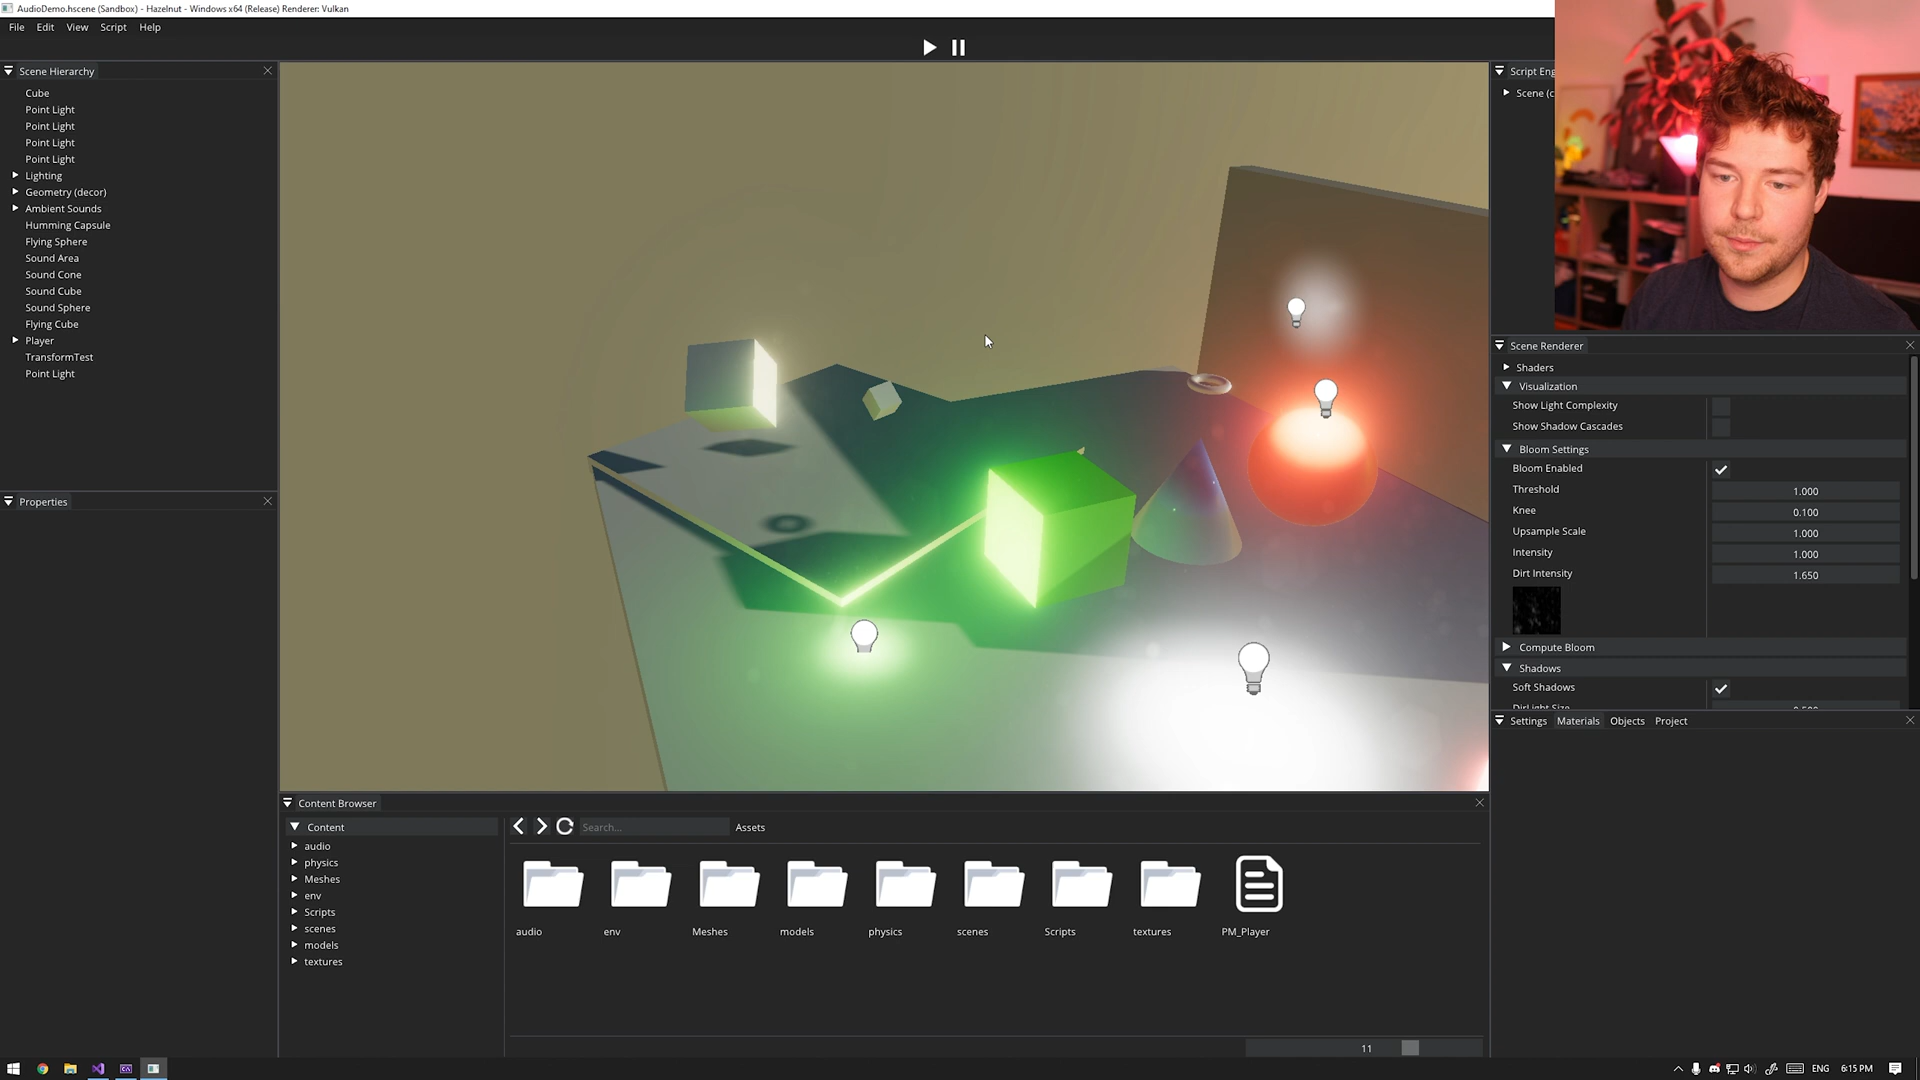 AudioDemo.hscene (Sandbox) - Hazelnut - Windows x64 (Release) Renderer: Vulkan
File Edit View Script Help
Scene Hierarchy
Cube
Point Light
Point Light
Point Light
Point Light
Lighting
Geometry (decor)
Ambient Sounds
Humming Capsule
Flying Sphere
Sound Area
Sound Cone
Sound Cube
Sound Sphere
Flying Cube
Player
TransformTest
Point Light
Properties
Script Eng
Scene (c
Scene Renderer
Shaders
Visualization
Show Light Complexity
Show Shadow Cascades
Bloom Settings
Bloom Enabled
Threshold 1.000
Knee 0.100
Upsample Scale 1.000
Intensity 1.000
Dirt Intensity 1.650
Compute Bloom
Shadows
Soft Shadows
DirLight Size 0.500
Settings Materials Objects Project
Content Browser
Content
audio
physics
Meshes
env
Scripts
scenes
models
textures
Search... Assets
audio env Meshes models physics scenes Scripts textures PM_Player
11
ENG 6:15 PM